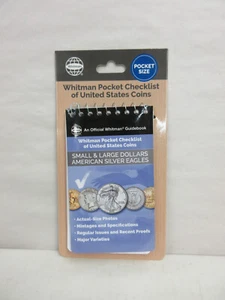 POCKET
SIZE
Whitman Pocket Checklist
of United States Coins
An Official Whitman® Guidebook
Whitman Pocket Checklist
of United States Coins
SMALL & LARGE DOLLARS
AMERICAN SILVER EAGLES
• Actual-Size Photos
• Mintages and Specifications
• Regular Issues and Recent Proofs
• Major Varieties